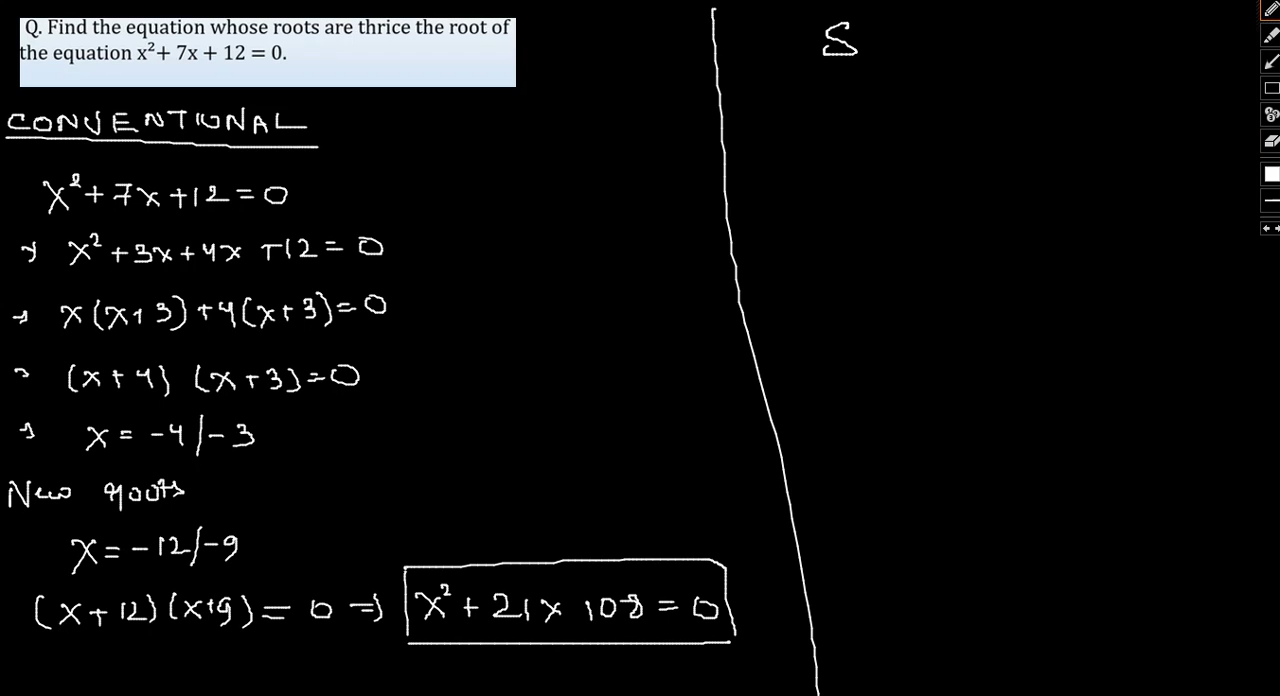 Q. Find the equation whose roots are thrice the root of
the equation x²+ 7x + 12 = 0.
CONVENTIONAL
x²+7x+12=0
⇒ x²+3x+4x+12=0
⇒ x(x+3)+4(x+3)=0
⇒ (x+4) (x+3)=0
⇒ x=-4/-3
New roots
x=-12/-9
(x+12)(x+9)=0 ⇒ x²+21x 108=0
S